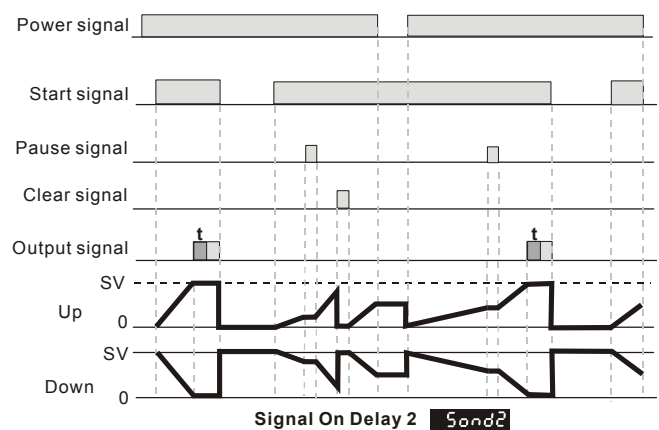 Power signal
Start signal
Pause signal
Clear signal
t t
Output signal
SV
Up
0
SV
Down
0
Signal On Delay 2 Sond2